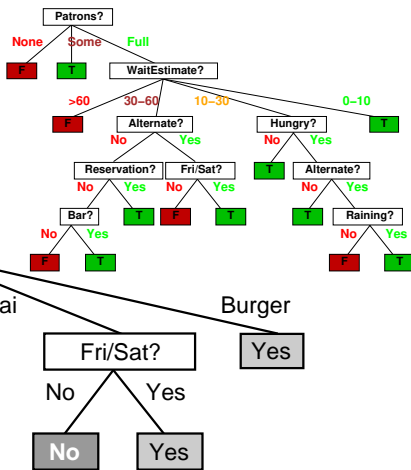 Patrons?
None Some Full
F T WaitEstimate?
>60 30−60 10−30 0−10
F Alternate? Hungry? T
No Yes No Yes
Reservation? Fri/Sat? T Alternate?
No Yes No Yes No Yes
Bar? T F T T Raining?
No Yes No Yes
F T F T
ai Burger
Fri/Sat? Yes
No Yes
No Yes